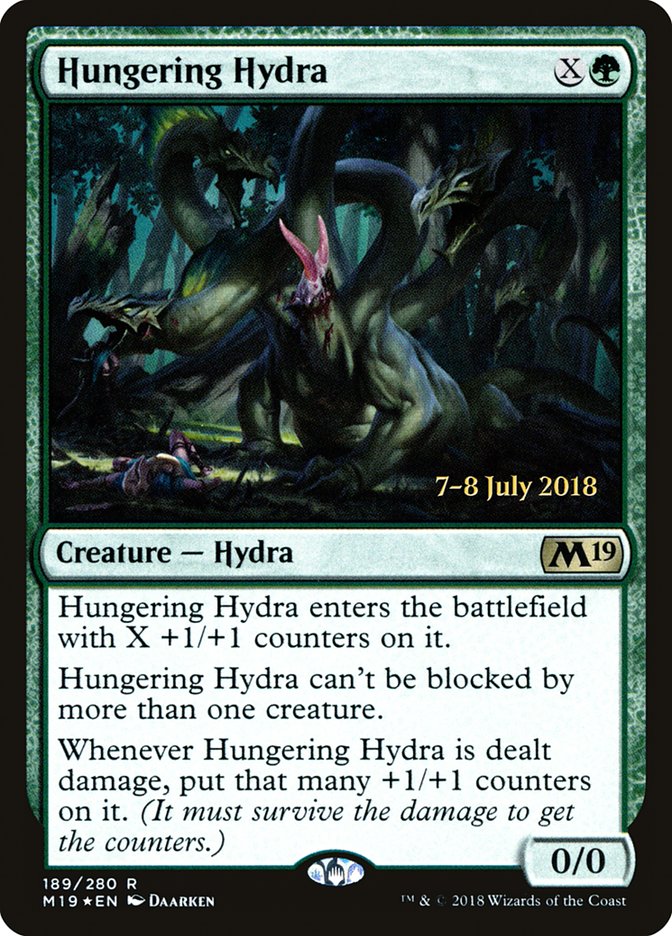 Hungering Hydra X
7–8 July 2018
Creature — Hydra M19
Hungering Hydra enters the battlefield
with X +1/+1 counters on it.
Hungering Hydra can't be blocked by
more than one creature.
Whenever Hungering Hydra is dealt
damage, put that many +1/+1 counters
on it. (It must survive the damage to get
the counters.)
0/0
189/280 R
M19★EN Daarken
™ & © 2018 Wizards of the Coast